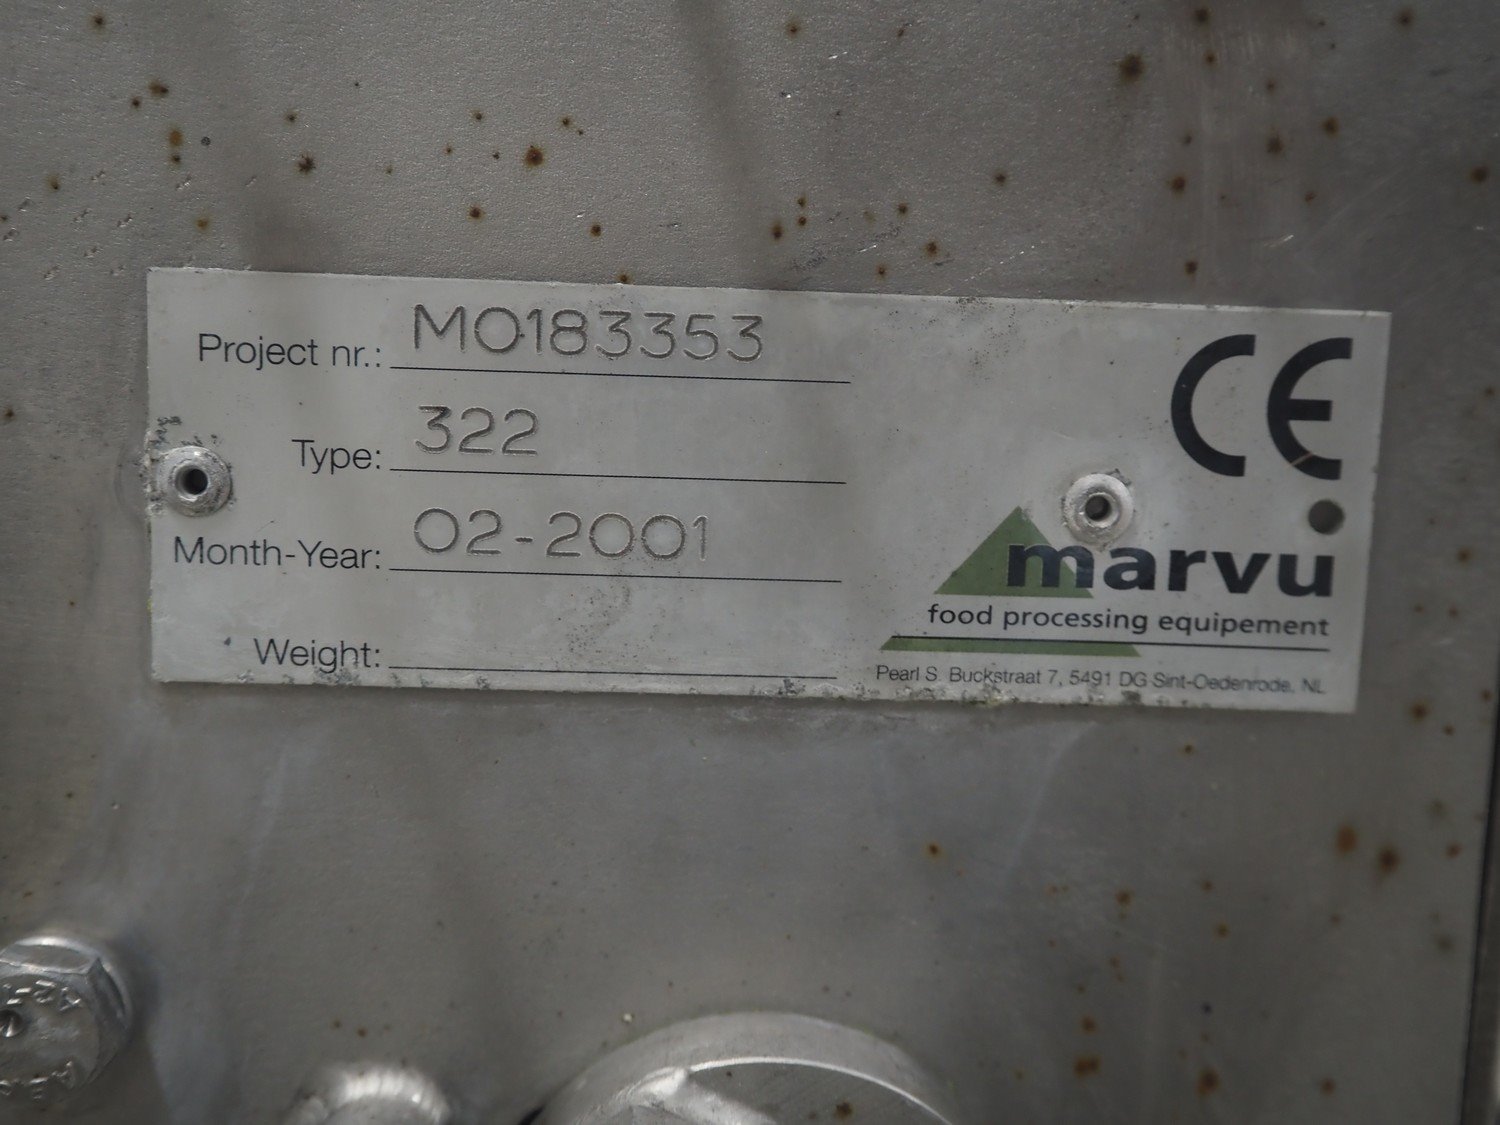 Project nr.: MO183353
Type: 322
Month-Year: 02-2001
Weight:
CE
marvu
food processing equipement
Pearl S. Buckstraat 7, 5491 DG Sint-Oedenrode, NL
A2-